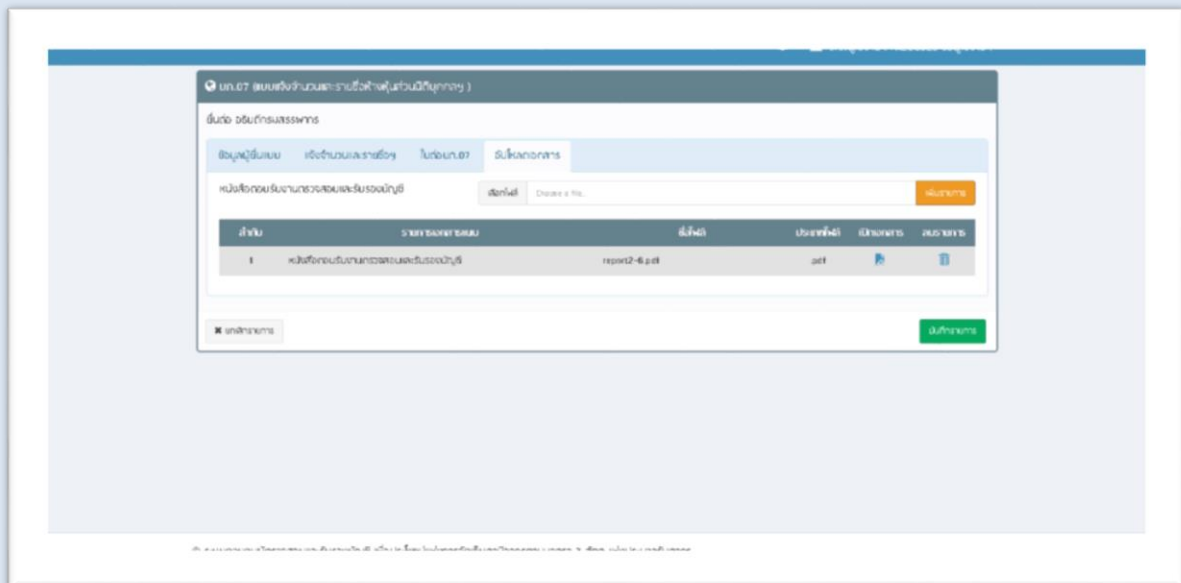 บภ.07 (แบบแจ้งจำนวนและรายชื่อห้างหุ้นส่วนนิติบุคคลฯ )
ยื่นต่อ อธิบดีกรมสรรพากร
ข้อมูลผู้ยื่นแบบ แจ้งจำนวนและรายชื่อฯ ใบต่อบภ.07 อัปโหลดเอกสาร
หนังสือตอบรับงานตรวจสอบและรับรองบัญชี เลือกไฟล์ Choose a file... เพิ่มรายการ
ลำดับ รายการเอกสารแนบ ชื่อไฟล์ ประเภทไฟล์ เปิดเอกสาร ลบรายการ
1 หนังสือตอบรับงานตรวจสอบและรับรองบัญชี report2-6.pdf .pdf
ยกเลิกรายการ บันทึกรายการ